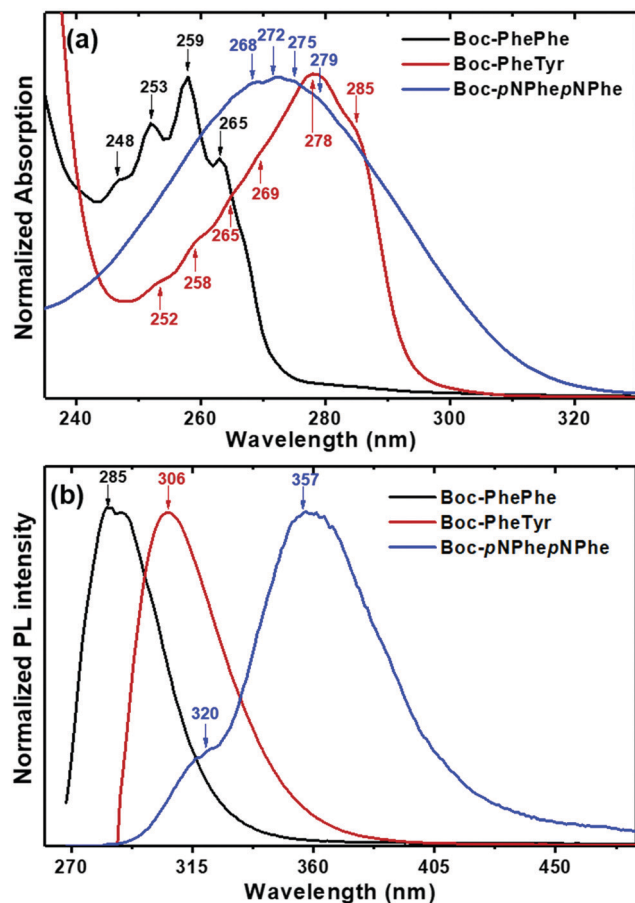 (a)
259
268
272
275
279
253
248
265
285
278
269
265
258
252
Boc-PhePhe
Boc-PheTyr
Boc-pNPhepNPhe
Normalized Absorption
240 260 280 300 320
Wavelength (nm)
(b)
285
306
357
320
Boc-PhePhe
Boc-PheTyr
Boc-pNPhepNPhe
Normalized PL intensity
270 315 360 405 450
Wavelength (nm)